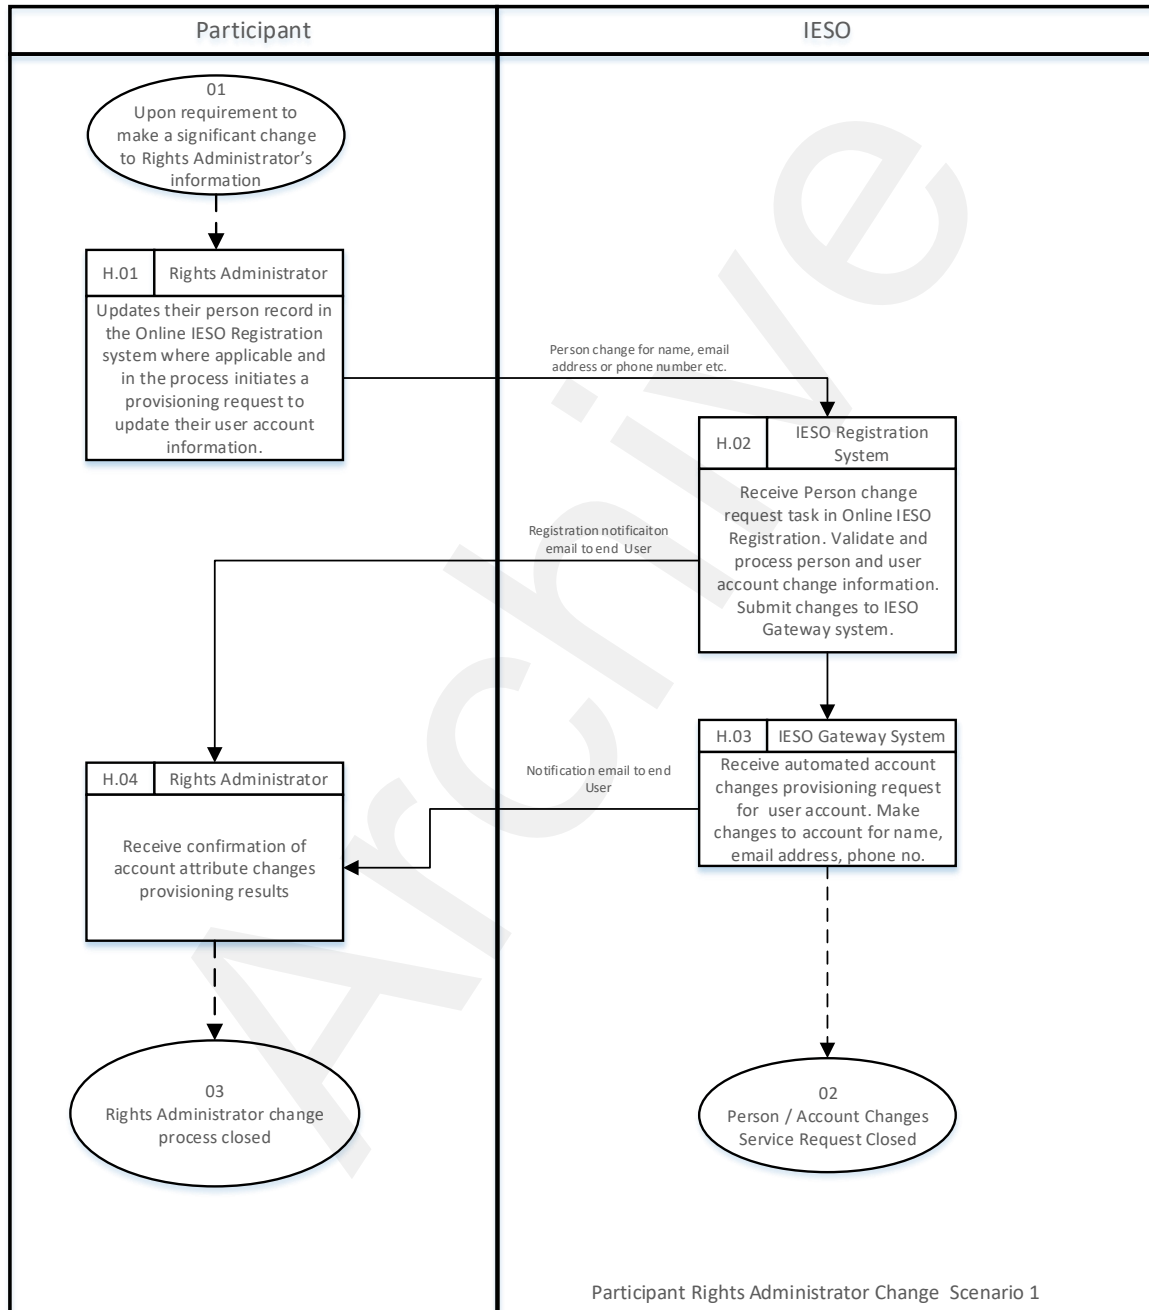 Participant
IESO
01
Upon requirement to
make a significant change
to Rights Administrator's
information
H.01
Rights Administrator
Updates their person record in
the Online IESO Registration
system where applicable and
in the process initiates a
provisioning request to
update their user account
information.
Person change for name, email
address or phone number etc.
H.02
IESO Registration
System
Receive Person change
request task in Online IESO
Registration. Validate and
process person and user
account change information.
Submit changes to IESO
Gateway system.
Registration notificaiton
email to end User
H.03
IESO Gateway System
Receive automated account
changes provisioning request
for user account. Make
changes to account for name,
email address, phone no.
Notification email to end
User
H.04
Rights Administrator
Receive confirmation of
account attribute changes
provisioning results
03
Rights Administrator change
process closed
02
Person / Account Changes
Service Request Closed
Participant Rights Administrator Change Scenario 1
Archive